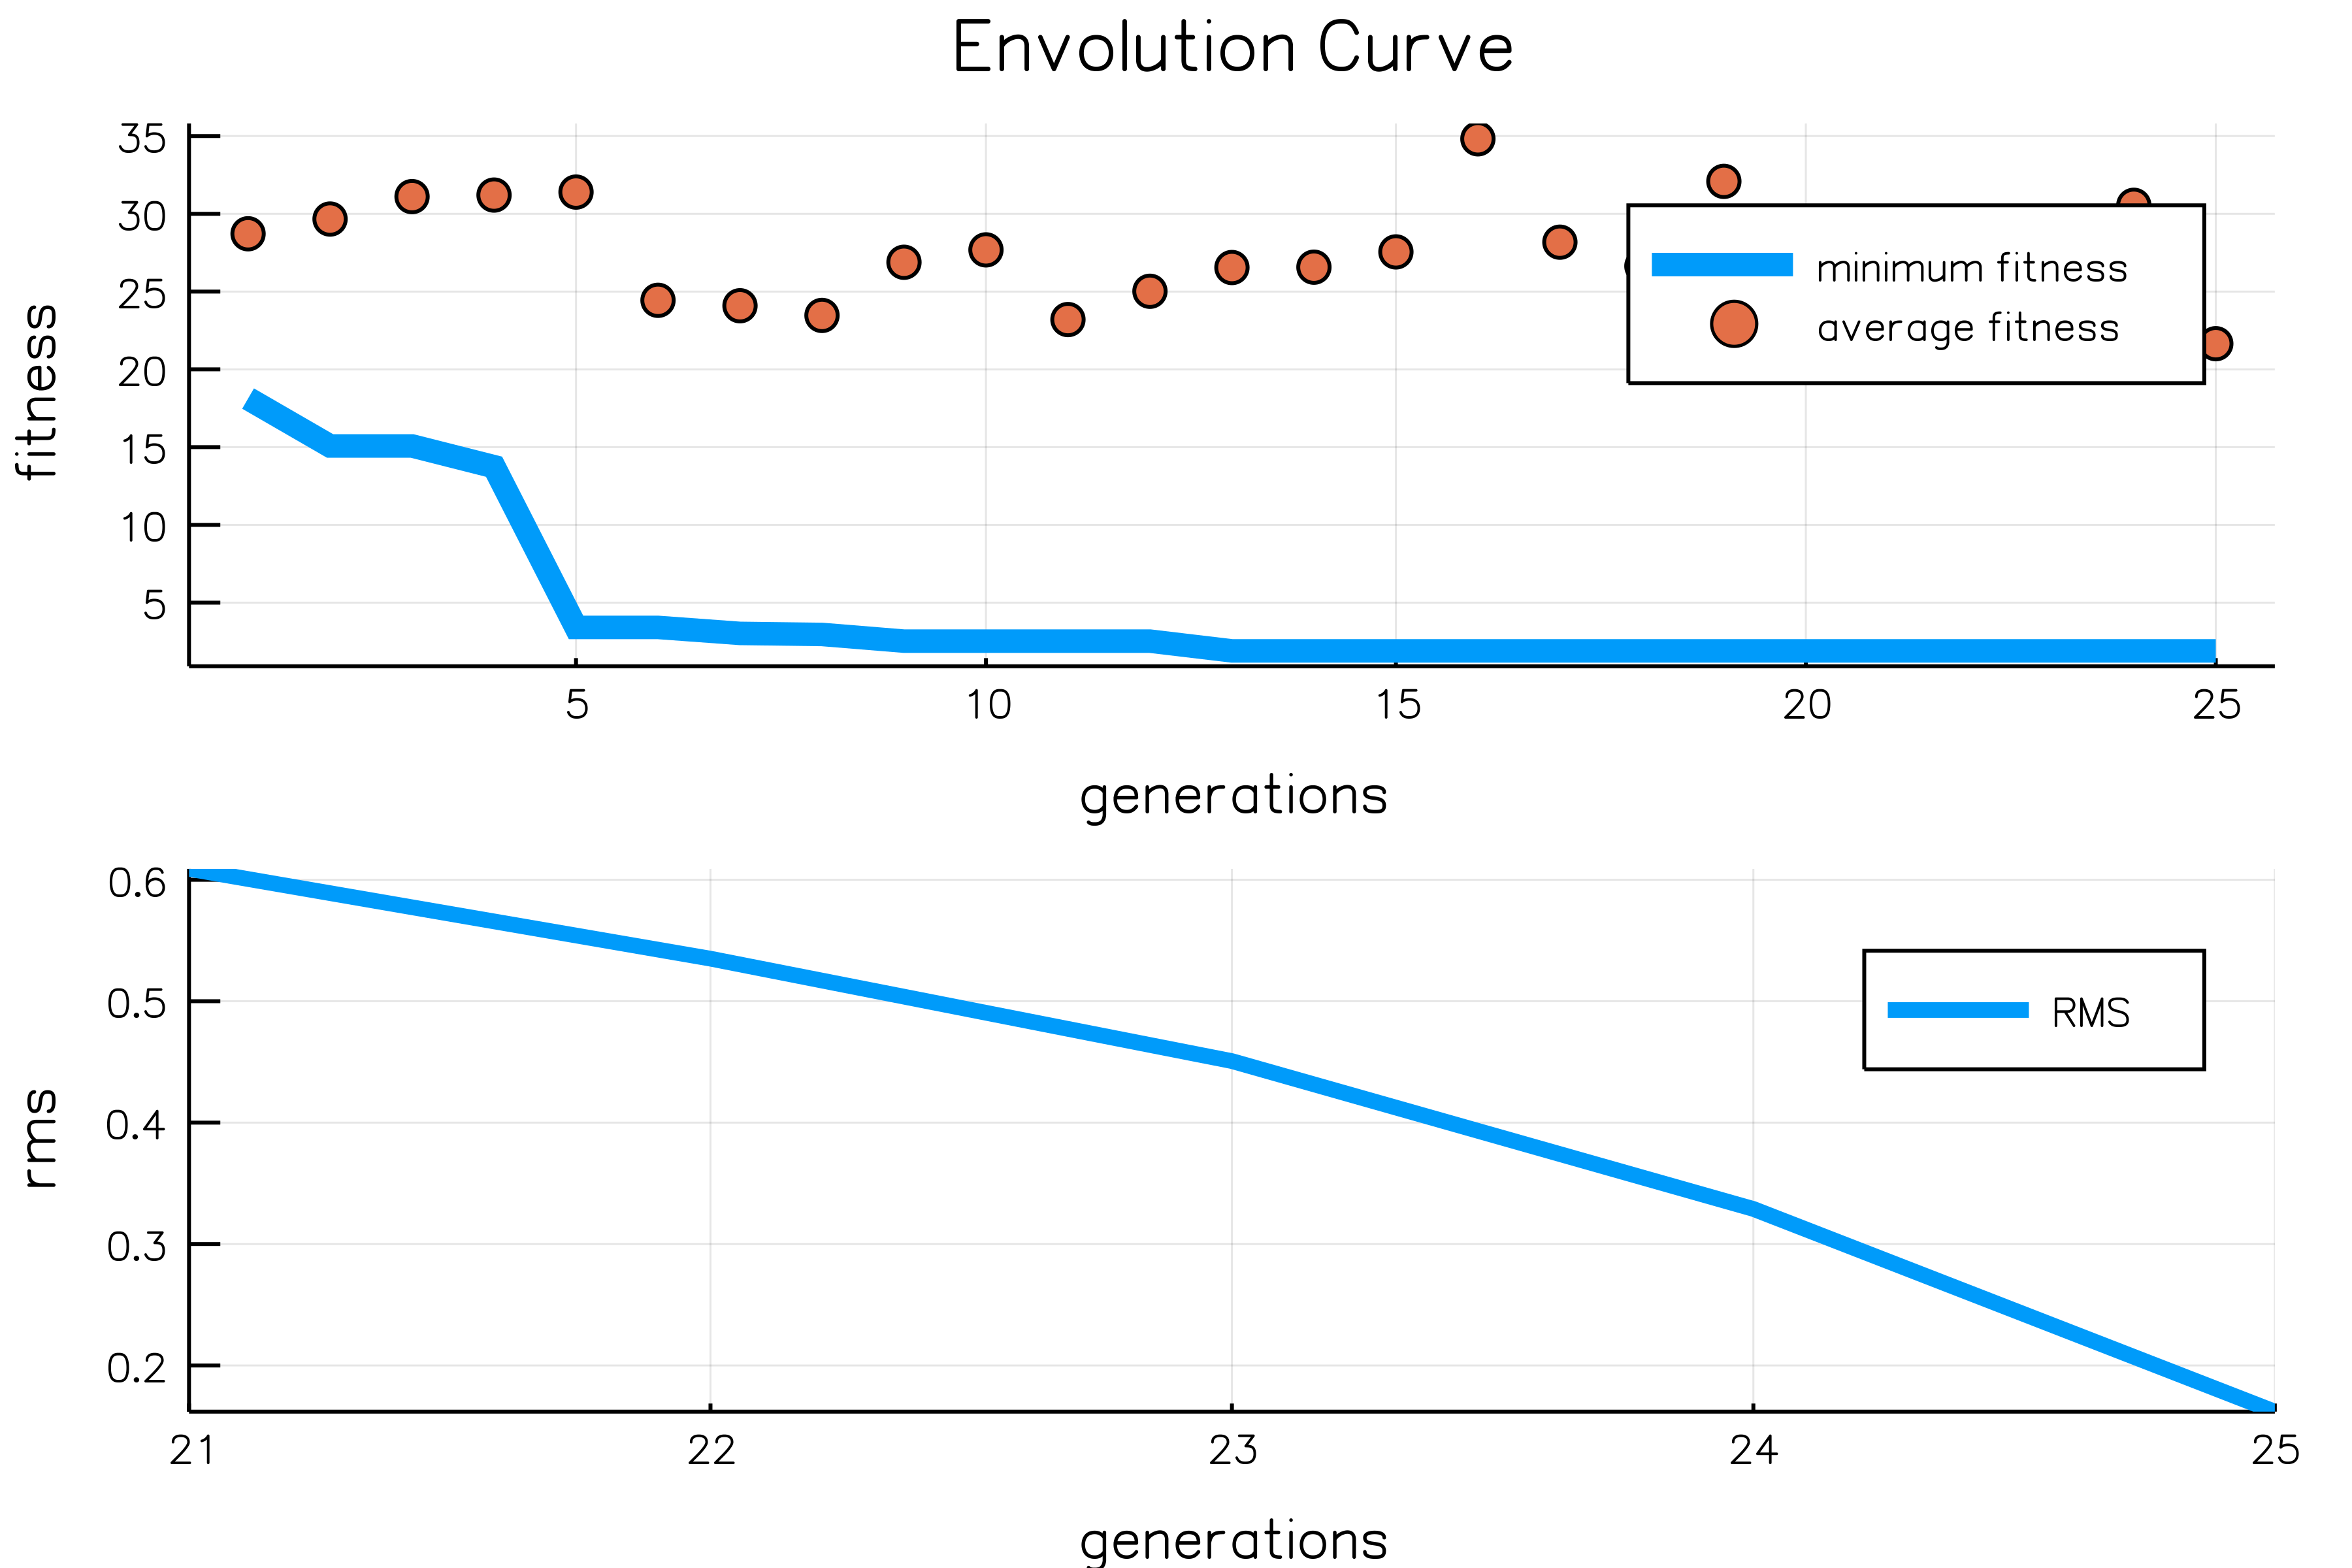 Envolution Curve
35
30
25
20
15
10
5
fitness
minimum fitness
average fitness
5 10 15 20 25
generations
0.6
0.5
0.4
0.3
0.2
rms
RMS
21 22 23 24 25
generations